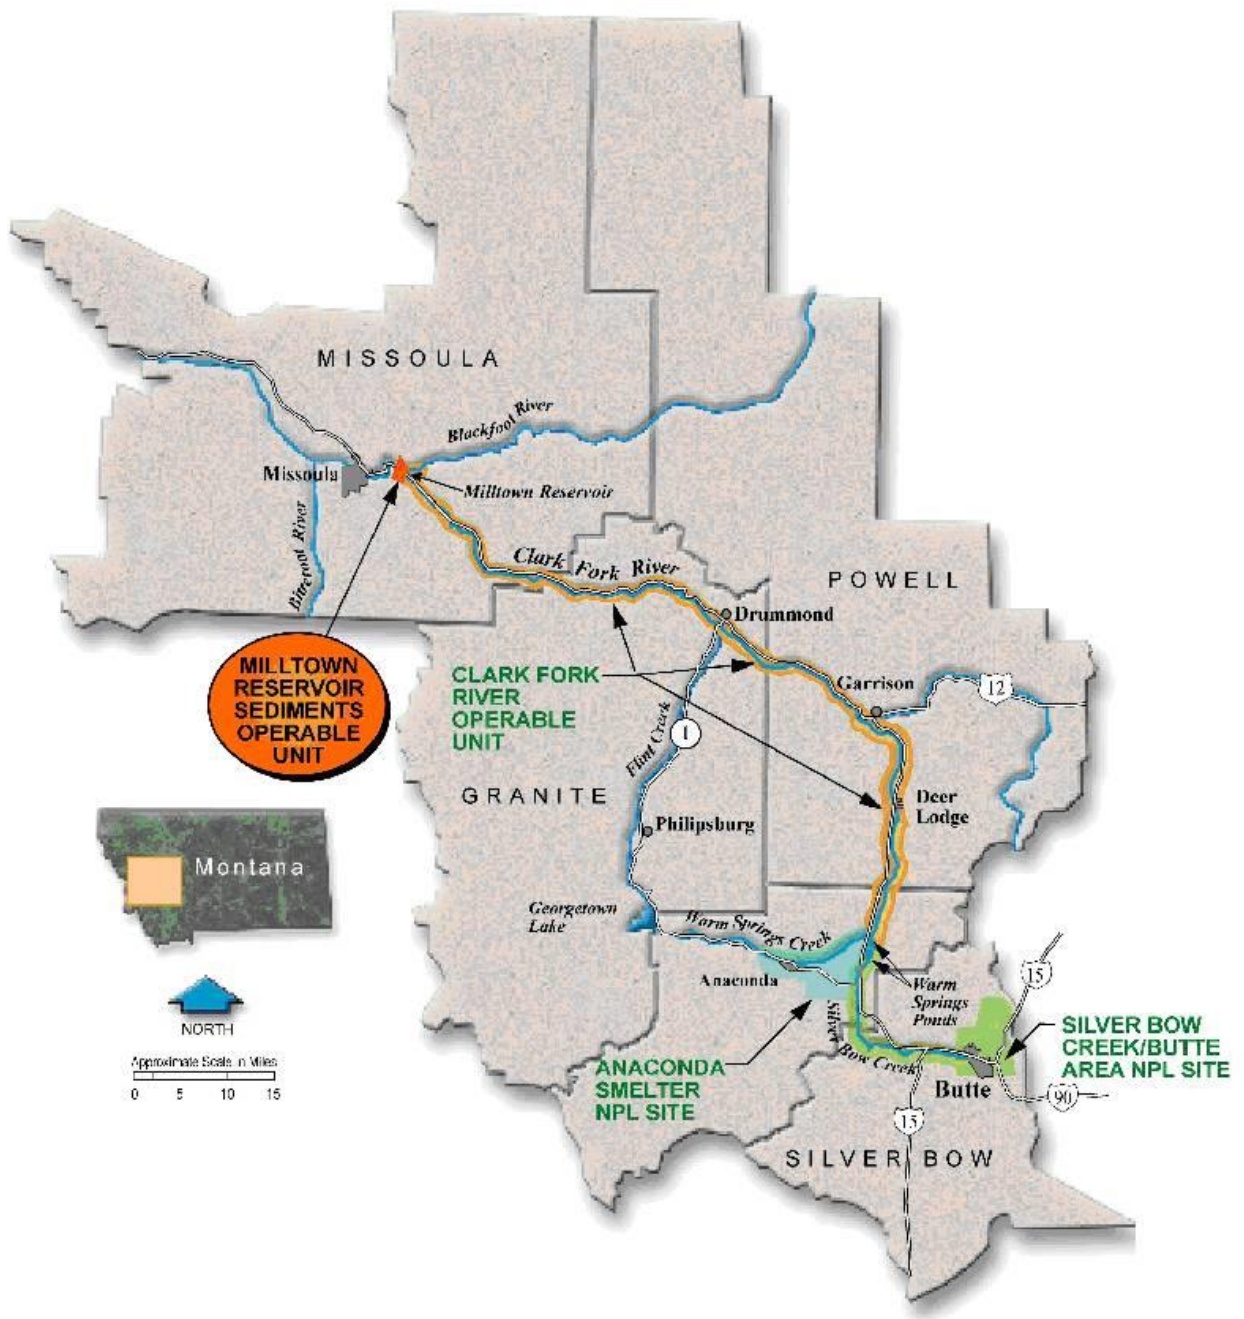 MISSOULA
Blackfoot River
Missoula
Milltown Reservoir
Bitterroot River
Clark Fork River
POWELL
Drummond
MILLTOWN
RESERVOIR
SEDIMENTS
OPERABLE
UNIT
CLARK FORK
RIVER
OPERABLE
UNIT
Garrison
12
1
Flint Creek
GRANITE
Deer
Lodge
Philipsburg
Montana
Georgetown
Lake
Warm Springs Creek
Anaconda
Warm
Springs
Ponds
15
NORTH
Approximate Scale in Miles
0 5 10 15
Silver
Bow Creek
ANACONDA
SMELTER
NPL SITE
SILVER BOW
CREEK/BUTTE
AREA NPL SITE
Butte
90
15
SILVER BOW